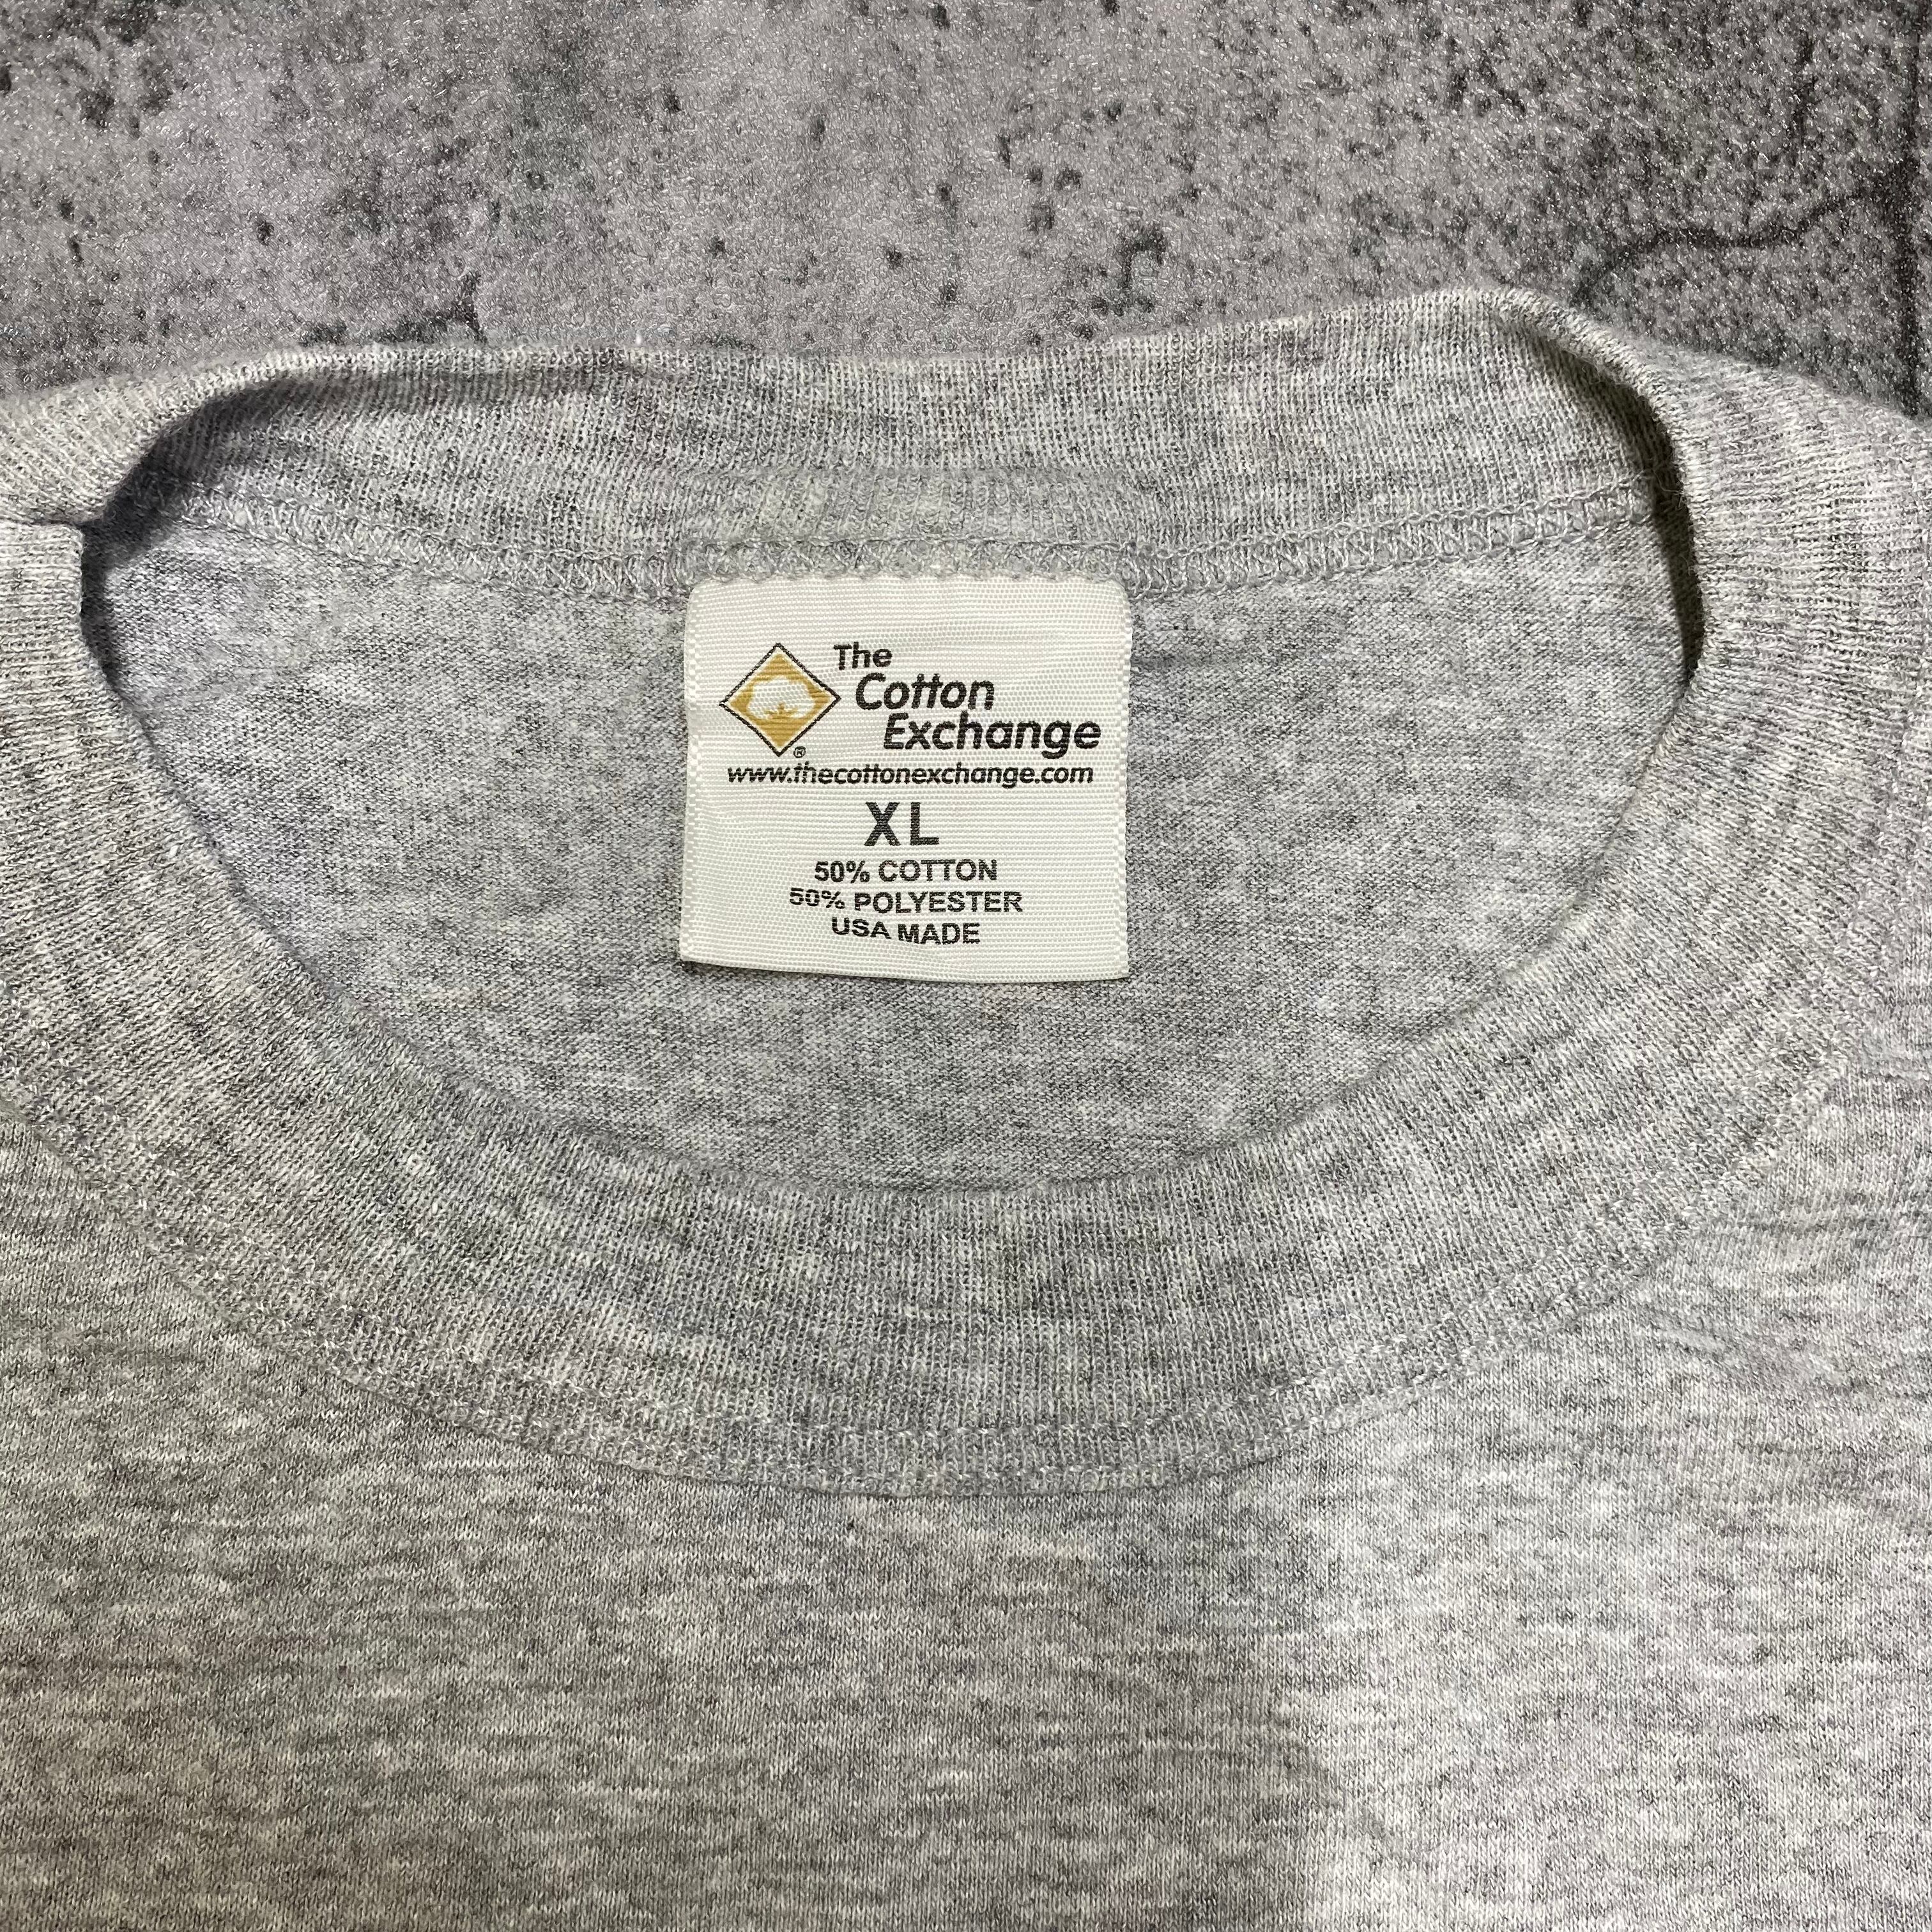 The
Cotton
Exchange
®
www.thecottonexchange.com
XL
50% COTTON
50% POLYESTER
USA MADE